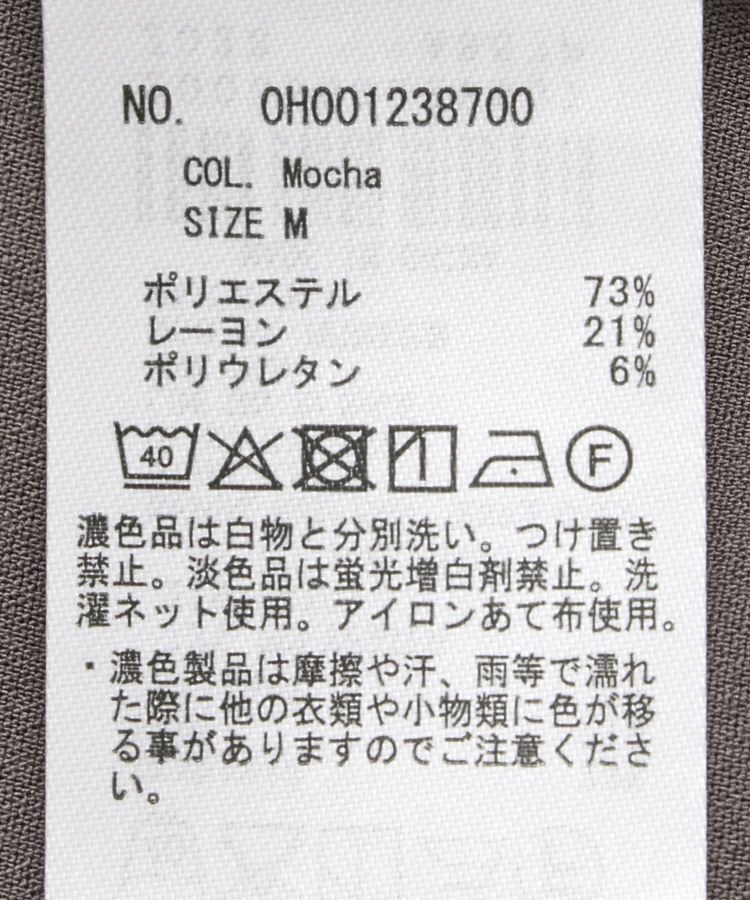 NO. 0H001238700
COL. Mocha
SIZE M
ポリエステル 73%
レーヨン 21%
ポリウレタン 6%
40 F
濃色品は白物と分別洗い。つけ置き
禁止。淡色品は蛍光増白剤禁止。洗
濯ネット使用。アイロンあて布使用。
・濃色製品は摩擦や汗、雨等で濡れ
た際に他の衣類や小物類に色が移
る事がありますのでご注意くださ
い。